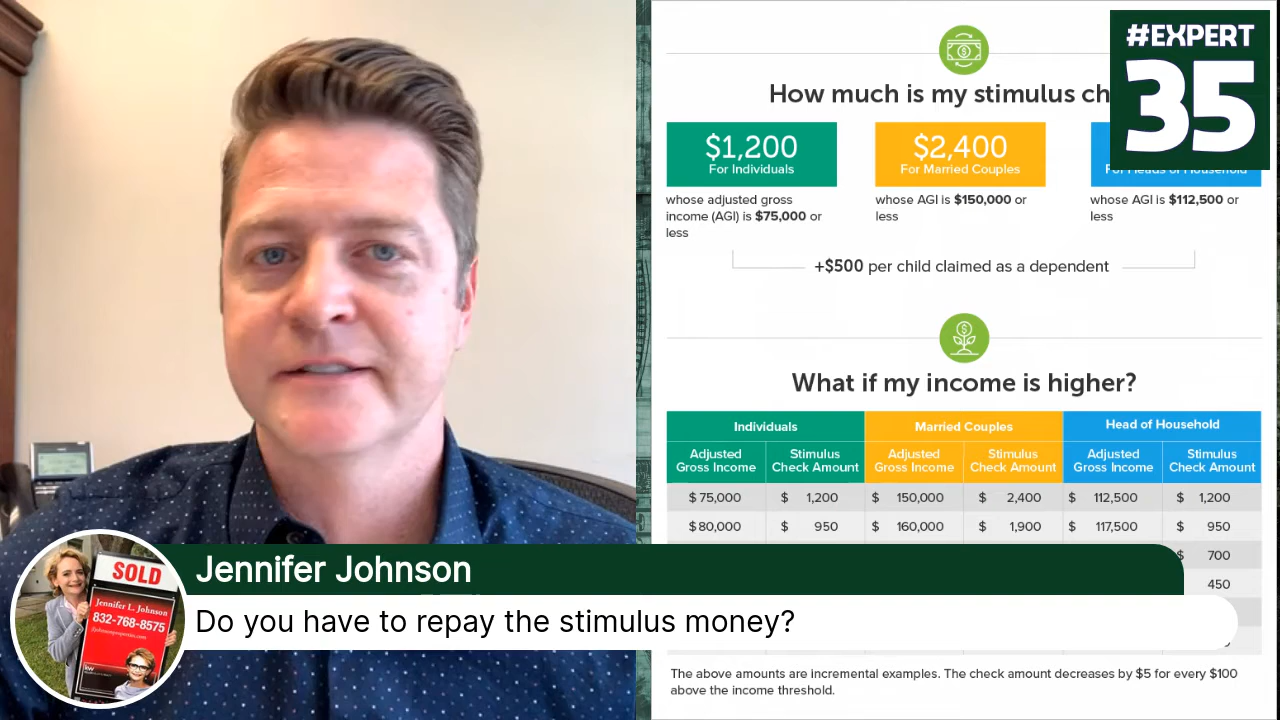 #EXPERT
35
How much is my stimulus ch
$1,200
For Individuals
$2,400
For Married Couples
For Heads of Household
whose adjusted gross
income (AGI) is $75,000 or
less
whose AGI is $150,000 or
less
whose AGI is $112,500 or
less
+$500 per child claimed as a dependent
What if my income is higher?
Individuals Married Couples Head of Household
Adjusted Gross Income Stimulus Check Amount Adjusted Gross Income Stimulus Check Amount Adjusted Gross Income Stimulus Check Amount
$ 75,000 $ 1,200 $ 150,000 $ 2,400 $ 112,500 $ 1,200
$ 80,000 $ 950 $ 160,000 $ 1,900 $ 117,500 $ 950
$ 700
450
The above amounts are incremental examples. The check amount decreases by $5 for every $100
above the income threshold.
SOLD
Jennifer L. Johnson
832-768-8575
kw
Jennifer Johnson
Do you have to repay the stimulus money?